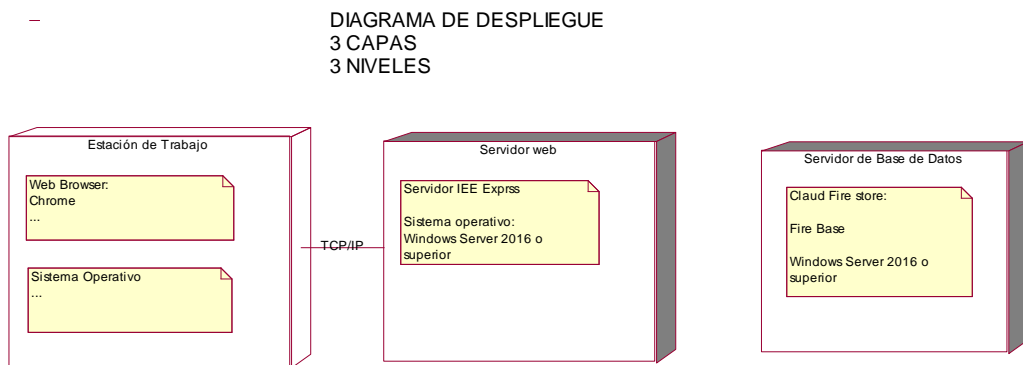 DIAGRAMA DE DESPLIEGUE
3 CAPAS
3 NIVELES
Estación de Trabajo
Web Browser:
Chrome
...
Sistema Operativo
...
TCP/IP
Servidor web
Servidor IEE Exprss
Sistema operativo:
Windows Server 2016 o
superior
Servidor de Base de Datos
Claud Fire store:
Fire Base
Windows Server 2016 o
superior